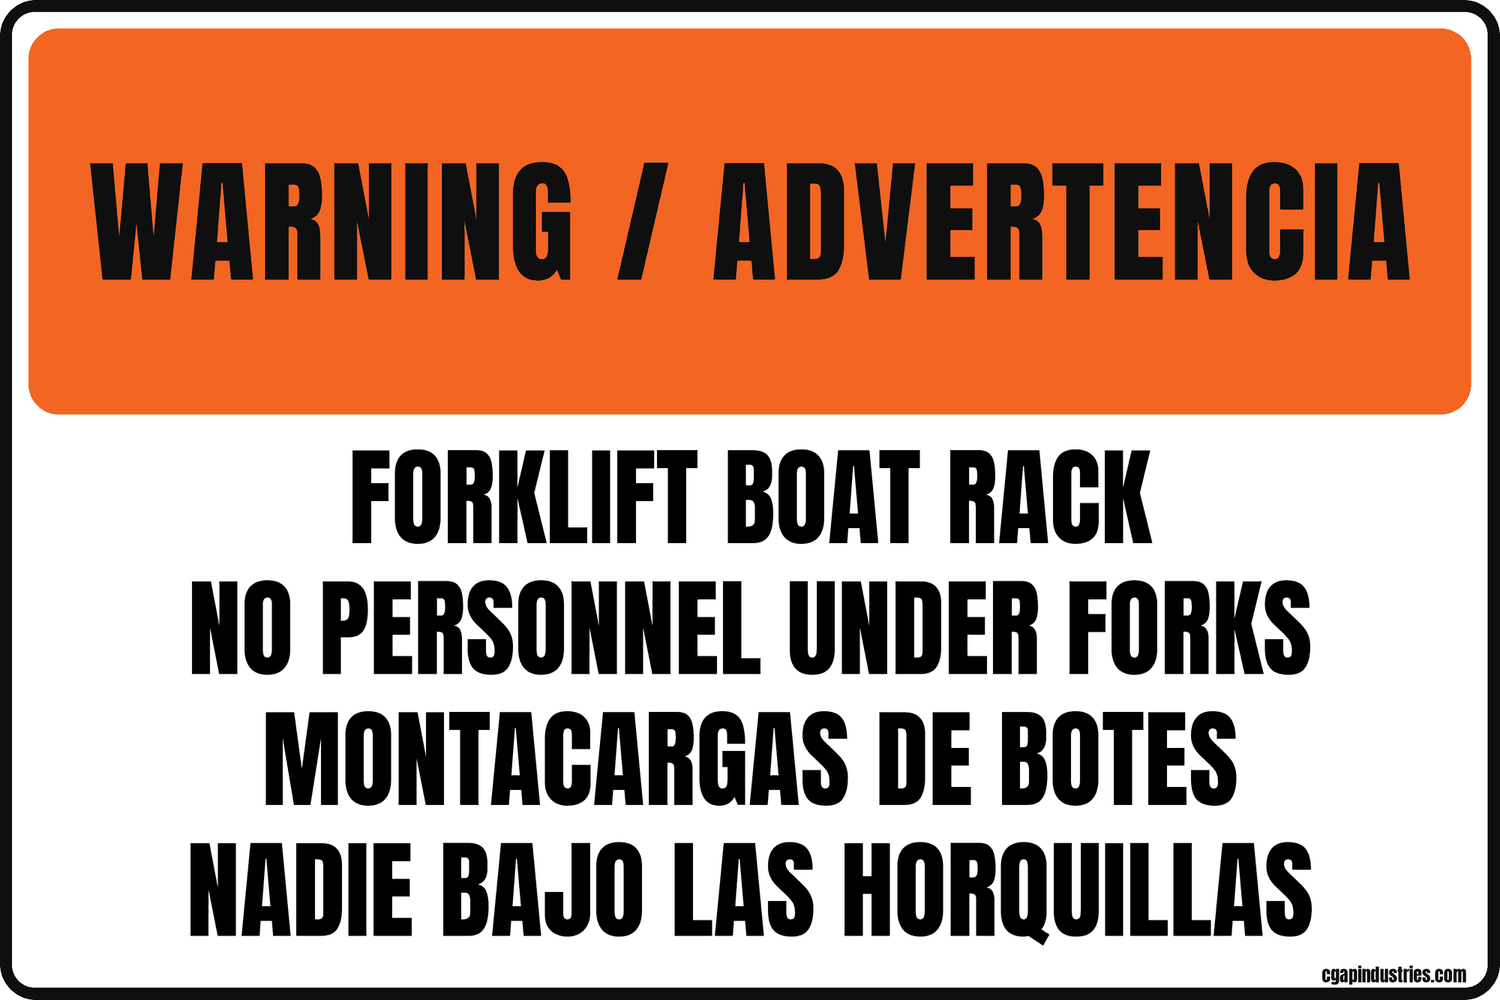 WARNING / ADVERTENCIA
FORKLIFT BOAT RACK
NO PERSONNEL UNDER FORKS
MONTACARGAS DE BOTES
NADIE BAJO LAS HORQUILLAS
cgapindustries.com